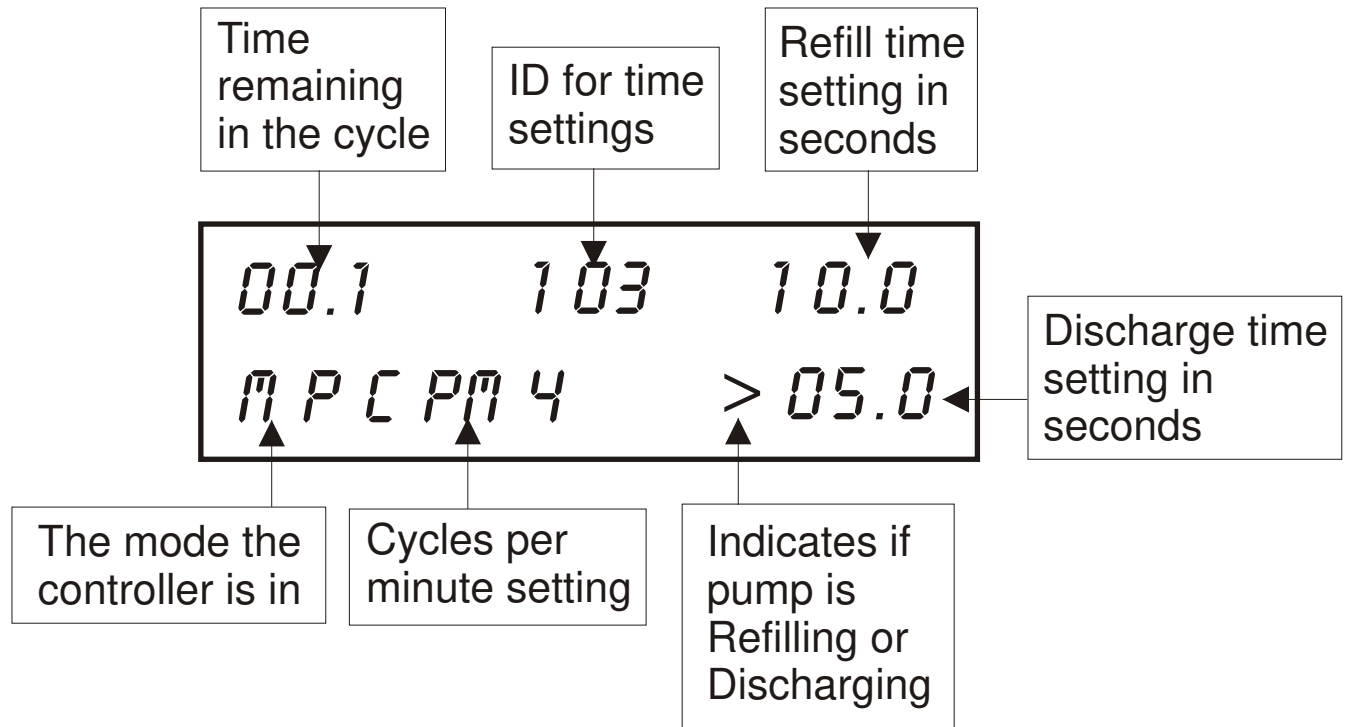 Time
remaining
in the cycle
ID for time
settings
Refill time
setting in
seconds
00.1 103 10.0
MP CPM 4 >05.0
Discharge time
setting in
seconds
The mode the
controller is in
Cycles per
minute setting
Indicates if
pump is
Refilling or
Discharging